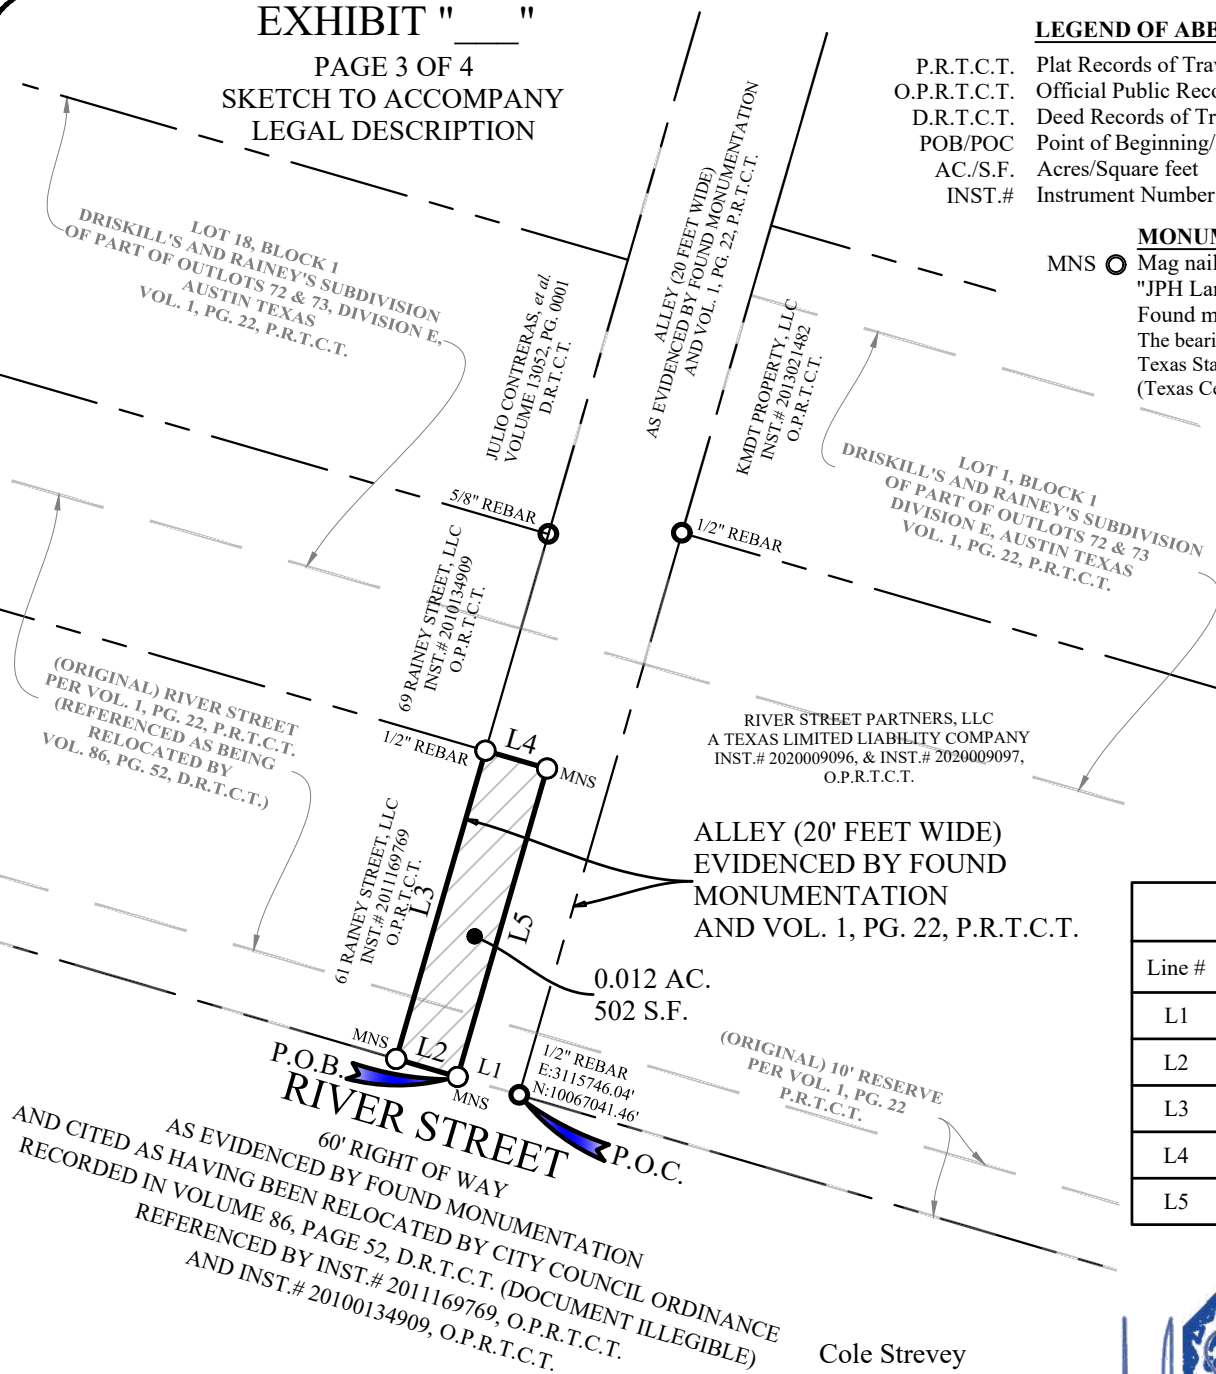 EXHIBIT "___"
PAGE 3 OF 4
SKETCH TO ACCOMPANY
LEGAL DESCRIPTION
LEGEND OF ABB
P.R.T.C.T. Plat Records of Trav
O.P.R.T.C.T. Official Public Reco
D.R.T.C.T. Deed Records of Tr
POB/POC Point of Beginning/
AC./S.F. Acres/Square feet
INST.# Instrument Number
MONUM
MNS Mag nail
"JPH Lan
Found m
The beari
Texas Sta
(Texas Ce
LOT 18, BLOCK 1
DRISKILL'S AND RAINEY'S SUBDIVISION
OF PART OF OUTLOTS 72 & 73, DIVISION E,
AUSTIN TEXAS
VOL. 1, PG. 22, P.R.T.C.T.
JULIO CONTRERAS, et al.
VOLUME 13052, PG. 0001
D.R.T.C.T.
ALLEY (20 FEET WIDE)
AS EVIDENCED BY FOUND MONUMENTATION
AND VOL. 1, PG. 22, P.R.T.C.T.
KMDT PROPERTY, LLC
INST.# 2013021482
O.P.R.T.C.T.
LOT 1, BLOCK 1
DRISKILL'S AND RAINEY'S SUBDIVISION
OF PART OF OUTLOTS 72 & 73
DIVISION E, AUSTIN TEXAS
VOL. 1, PG. 22, P.R.T.C.T.
5/8" REBAR
1/2" REBAR
69 RAINEY STREET, LLC
INST.# 2010134909
O.P.R.T.C.T.
(ORIGINAL) RIVER STREET
PER VOL. 1, PG. 22, P.R.T.C.T.
(REFERENCED AS BEING
RELOCATED BY
VOL. 86, PG. 52, D.R.T.C.T.)
1/2" REBAR
L4
MNS
RIVER STREET PARTNERS, LLC
A TEXAS LIMITED LIABILITY COMPANY
INST.# 2020009096, & INST.# 2020009097,
O.P.R.T.C.T.
ALLEY (20' FEET WIDE)
EVIDENCED BY FOUND
MONUMENTATION
AND VOL. 1, PG. 22, P.R.T.C.T.
61 RAINEY STREET, LLC
INST.# 2011169769
O.P.R.T.C.T.
L3
L5
0.012 AC.
502 S.F.
Line #
L1
L2
L3
L4
L5
MNS
L2
L1
MNS
P.O.B.
1/2" REBAR
E:3115746.04'
N:10067041.46'
P.O.C.
(ORIGINAL) 10' RESERVE
PER VOL. 1, PG. 22
P.R.T.C.T.
RIVER STREET
60' RIGHT OF WAY
AS EVIDENCED BY FOUND MONUMENTATION
AND CITED AS HAVING BEEN RELOCATED BY CITY COUNCIL ORDINANCE
RECORDED IN VOLUME 86, PAGE 52, D.R.T.C.T. (DOCUMENT ILLEGIBLE)
REFERENCED BY INST.# 2011169769, O.P.R.T.C.T.
AND INST.# 20100134909, O.P.R.T.C.T.
Cole Strevey